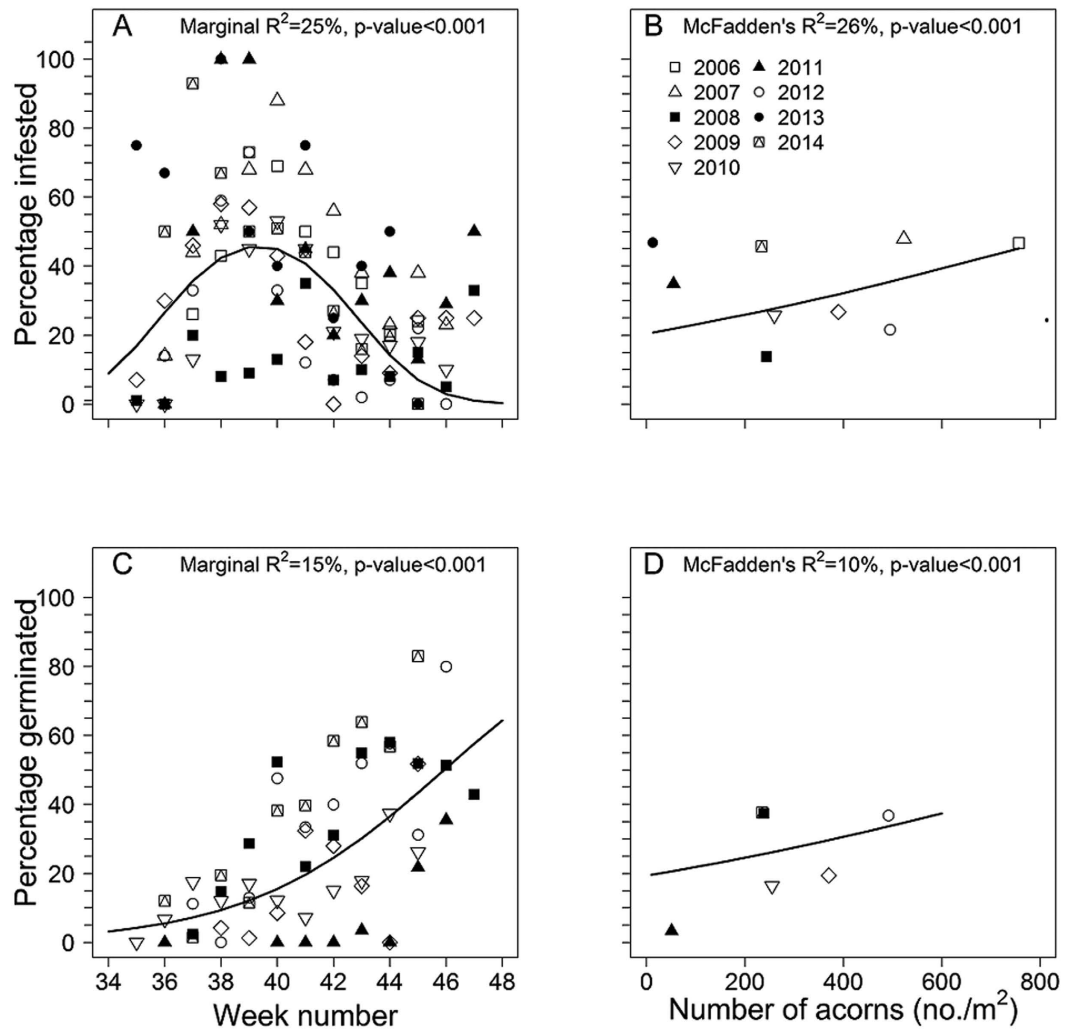 A Marginal R²=25%, p-value<0.001
Percentage infested
100
80
60
40
20
0
B McFadden's R²=26%, p-value<0.001
2006 2011
2007 2012
2008 2013
2009 2014
2010
C Marginal R²=15%, p-value<0.001
Percentage germinated
100
80
60
40
20
0
34 36 38 40 42 44 46 48
Week number
D McFadden's R²=10%, p-value<0.001
0 200 400 600 800
Number of acorns (no./m²)